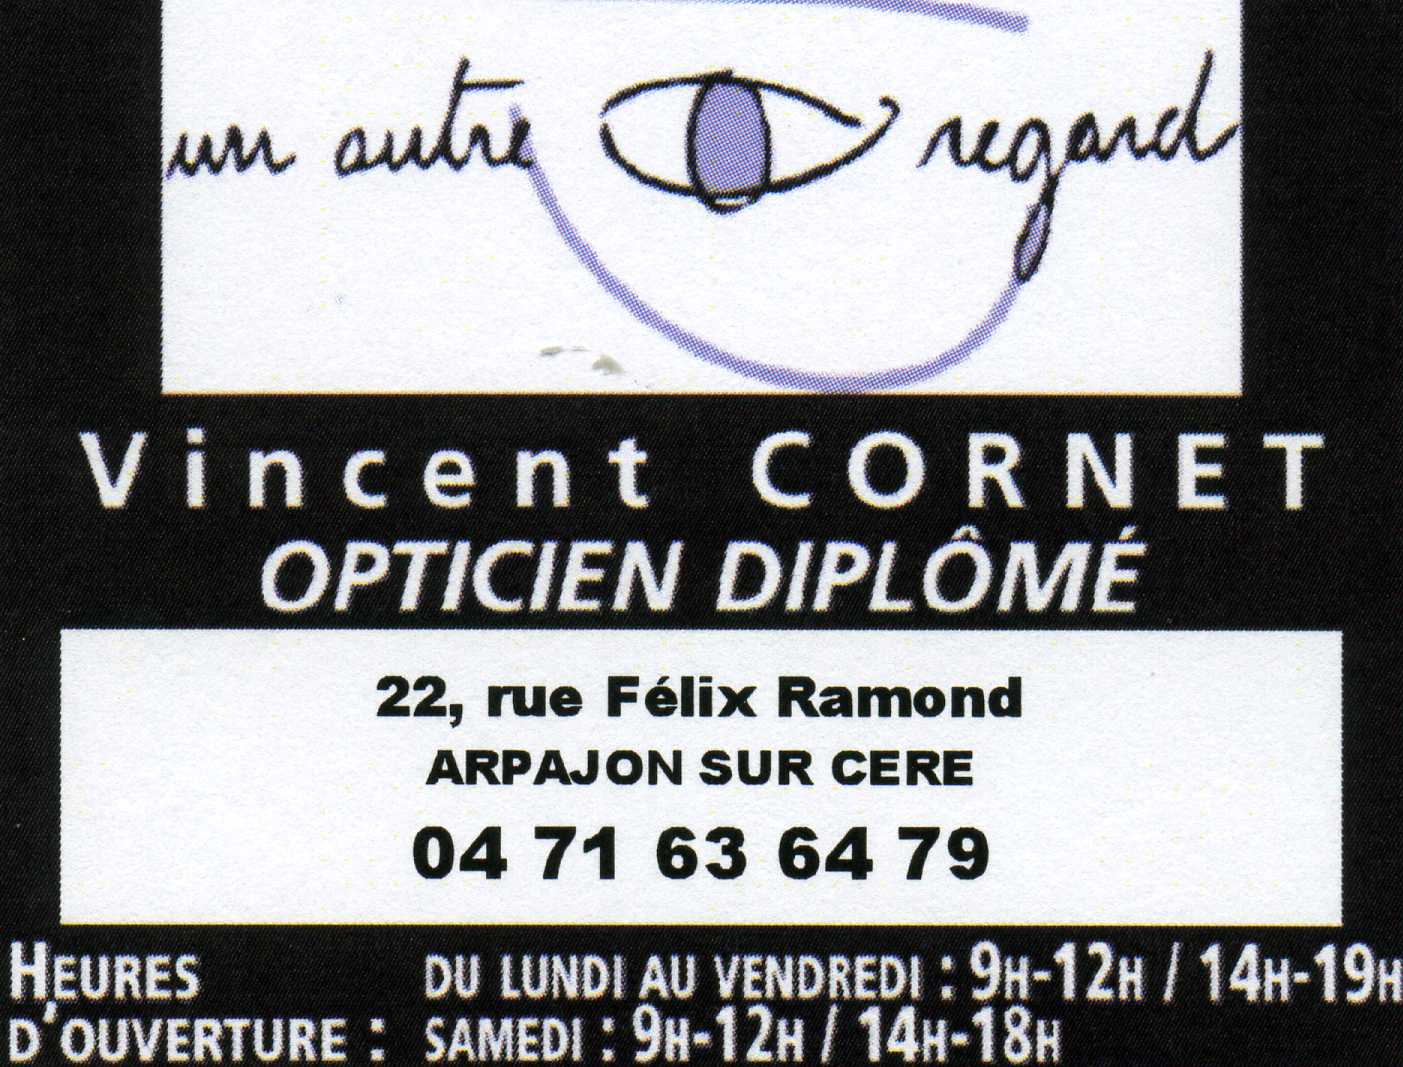 un autre regard
Vincent CORNET
OPTICIEN DIPLÔMÉ
22, rue Félix Ramond
ARPAJON SUR CERE
04 71 63 64 79
HEURES DU LUNDI AU VENDREDI : 9H-12H / 14H-19H
D'OUVERTURE : SAMEDI : 9H-12H / 14H-18H